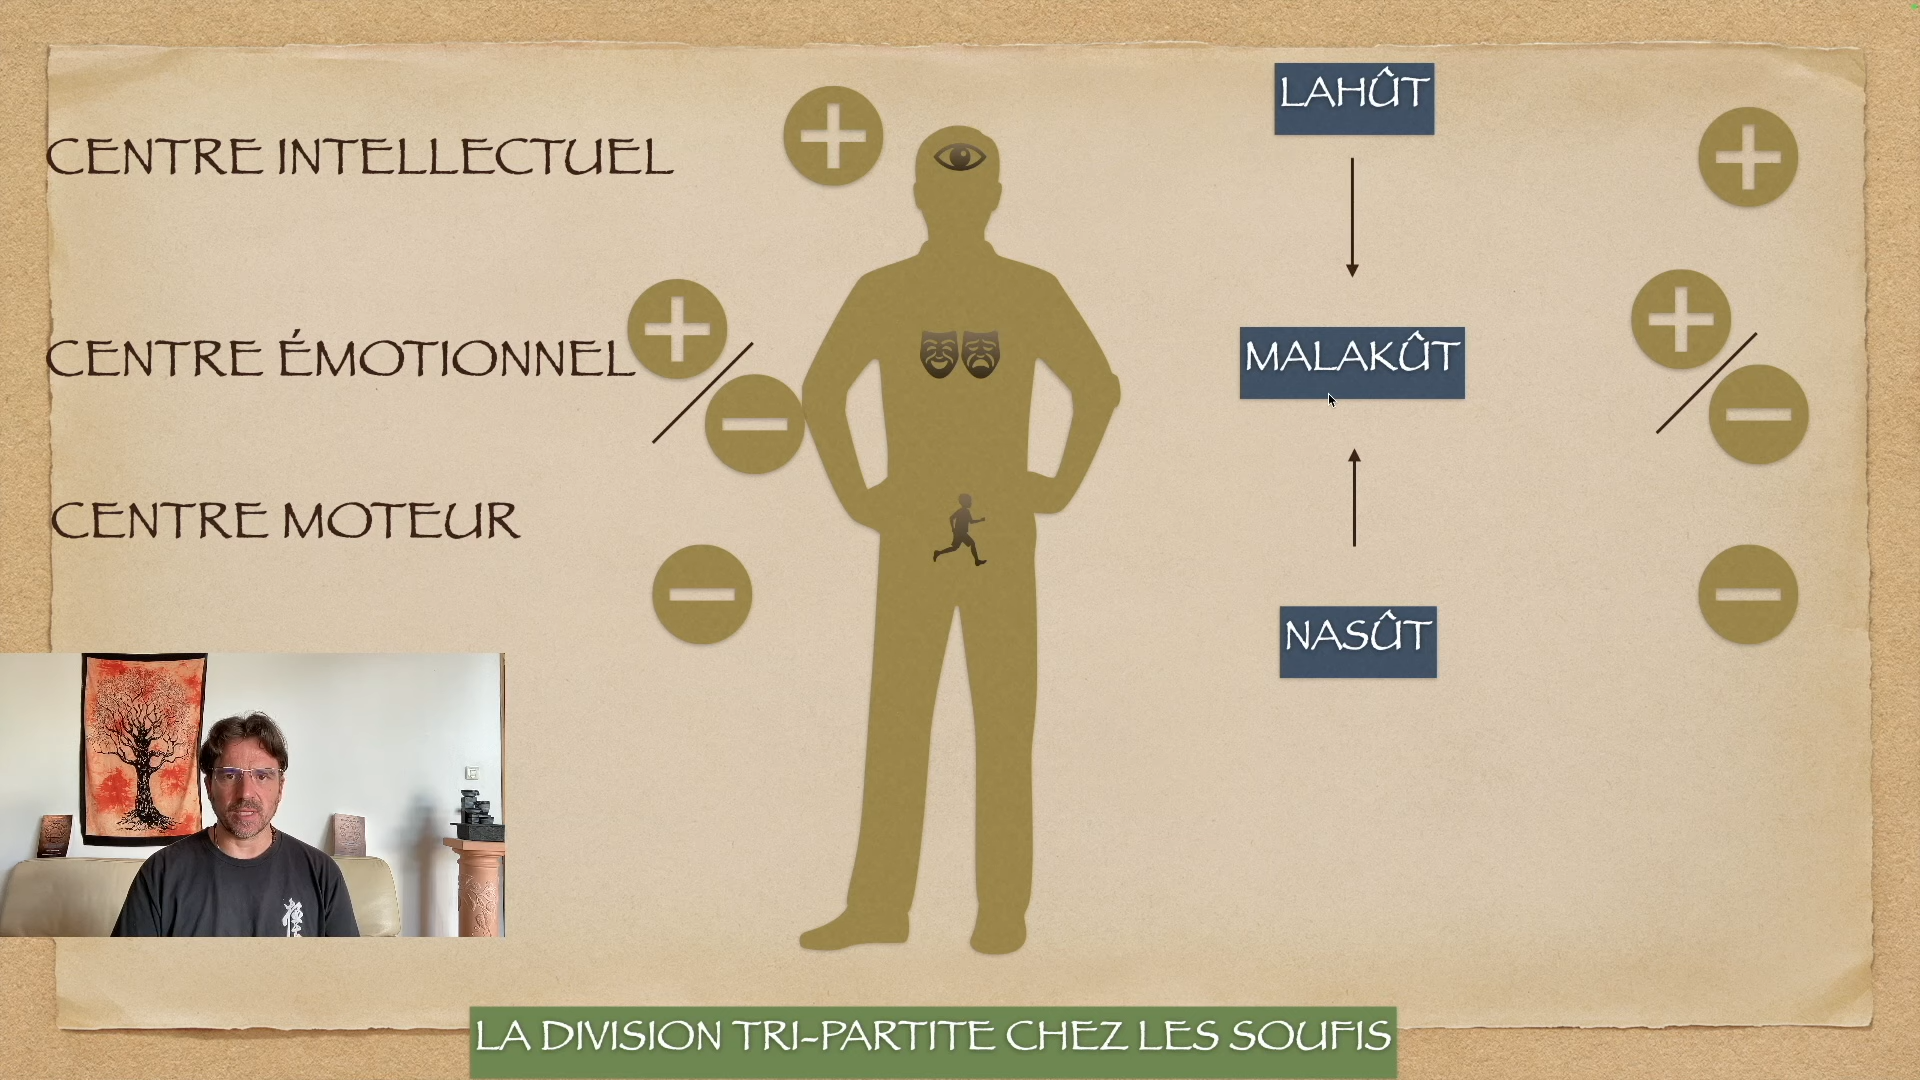 CENTRE INTELLECTUEL
CENTRE ÉMOTIONNEL
CENTRE MOTEUR
LAHÛT
MALAKÛT
NASÛT
LA DIVISION TRI-PARTITE CHEZ LES SOUFIS